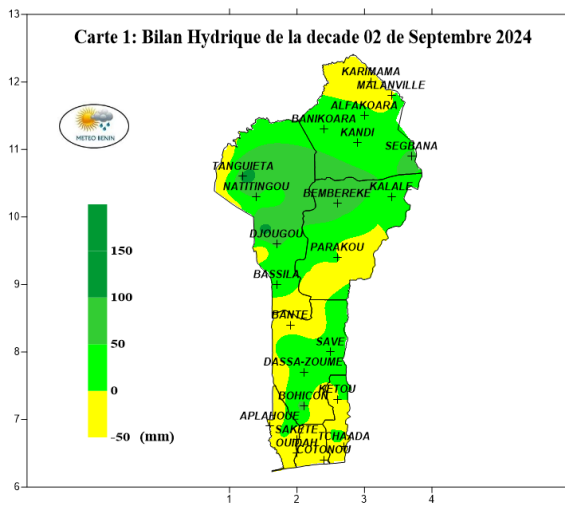 Carte 1: Bilan Hydrique de la decade 02 de Septembre 2024
13
12
11
10
9
8
7
6
METEO BENIN
150
100
50
0
-50 (mm)
KARIMAMA
MALANVILLE
ALFAKOARA
BANIKOARA
KANDI
SEGBANA
TANGUIETA
NATITINGOU
BEMBEREKE
KALALE
DJOUGOU
PARAKOU
BASSILA
BANTE
SAVE
DASSA-ZOUME
KETOU
BOHICON
APLAHOUE
SAKETE
TCHAADA
OUIDAH
COTONOU
1 2 3 4